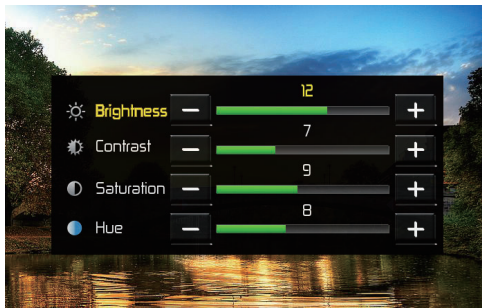 12
Brightness - +
7
Contrast - +
9
Saturation - +
8
Hue - +